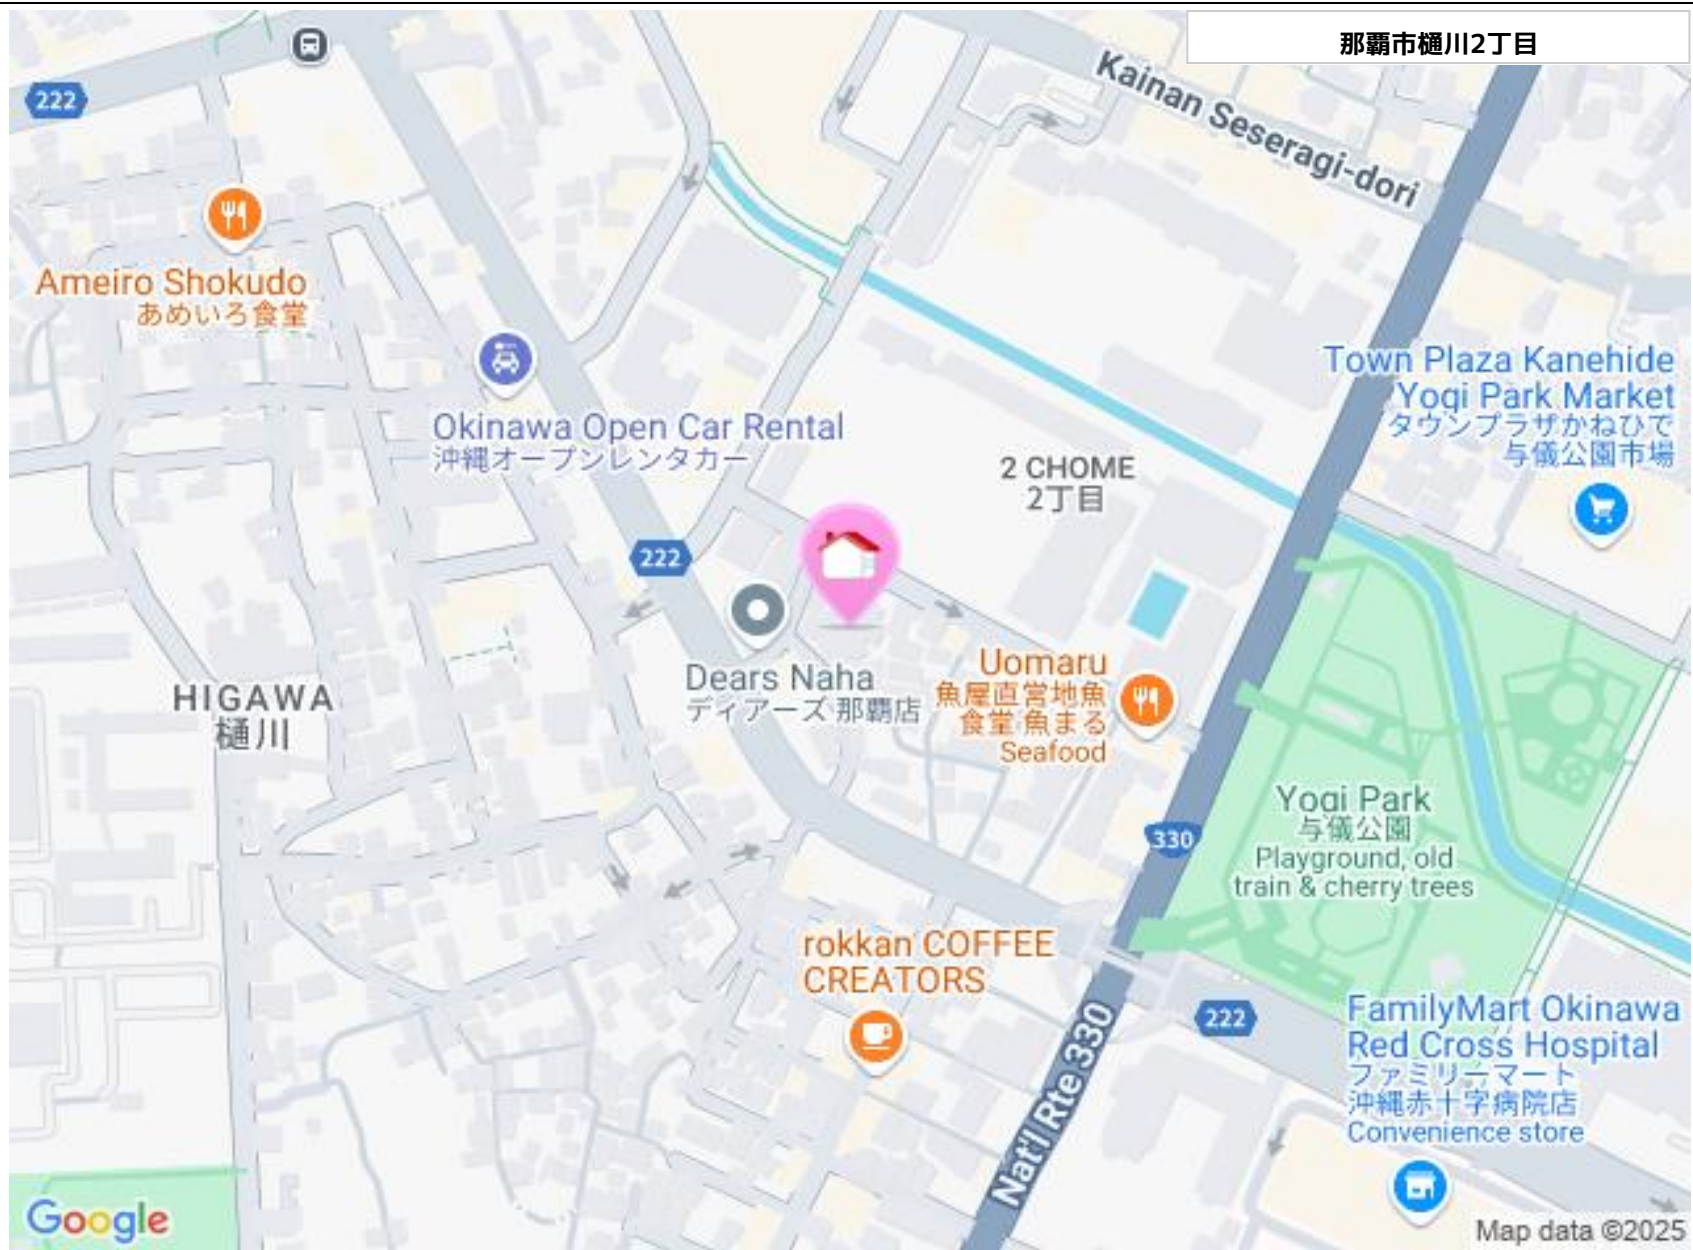 那覇市樋川2丁目
222
Kainan Seseragi-dori
Ameiro Shokudo
あめいろ食堂
Okinawa Open Car Rental
沖縄オープンレンタカー
Town Plaza Kanehide
Yogi Park Market
タウンプラザかねひで
与儀公園市場
2 CHOME
2丁目
222
Dears Naha
ディアーズ 那覇店
Uomaru
魚屋直営地魚
食堂 魚まる
Seafood
HIGAWA
樋川
Yogi Park
与儀公園
Playground, old
train & cherry trees
330
rokkan COFFEE
CREATORS
222
Nat'l Rte 330
FamilyMart Okinawa
Red Cross Hospital
ファミリーマート
沖縄赤十字病院店
Convenience store
Google
Map data ©2025